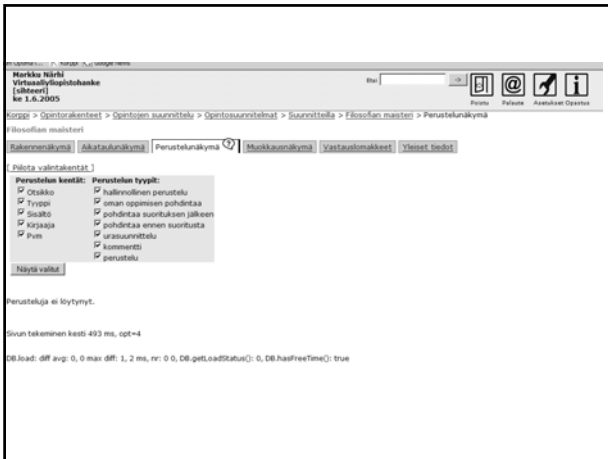 Korppi
Google news
Markku Närhi
Virtuaaliyliopistohanke
[sihteeri]
ke 1.6.2005
Etsi
Poistu Palaute Asetukset Opastus
Korppi > Opintorakenteet > Opintojen suunnittelu > Opintosuunnitelmat > Suunnitteilla > Filosofian maisteri > Perustelunäkymä
Filosofian maisteri
Rakennenäkymä Aikataulunäkymä Perustelunäkymä ? Muokkausnäkymä Vastauslomakkeet Yleiset tiedot
[ Piilota valintakentät ]
Perustelun kentät: Perustelun tyypit:
Otsikko hallinnollinen perustelu
Tyyppi oman oppimisen pohdintaa
Sisältö pohdintaa suorituksen jälkeen
Kirjaaja pohdintaa ennen suoritusta
Pvm urasuunnittelu
kommentti
perustelu
Näytä valitut
Perusteluja ei löytynyt.
Sivun tekeminen kesti 493 ms, opt=4
DB.load: diff avg: 0, 0 max diff: 1, 2 ms, nr: 0 0, DB.getLoadStatus(): 0, DB.hasFreeTime(): true